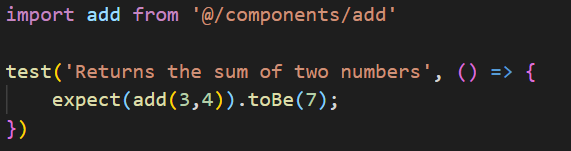 import add from '@/components/add'
test('Returns the sum of two numbers', () => {
expect(add(3,4)).toBe(7);
})